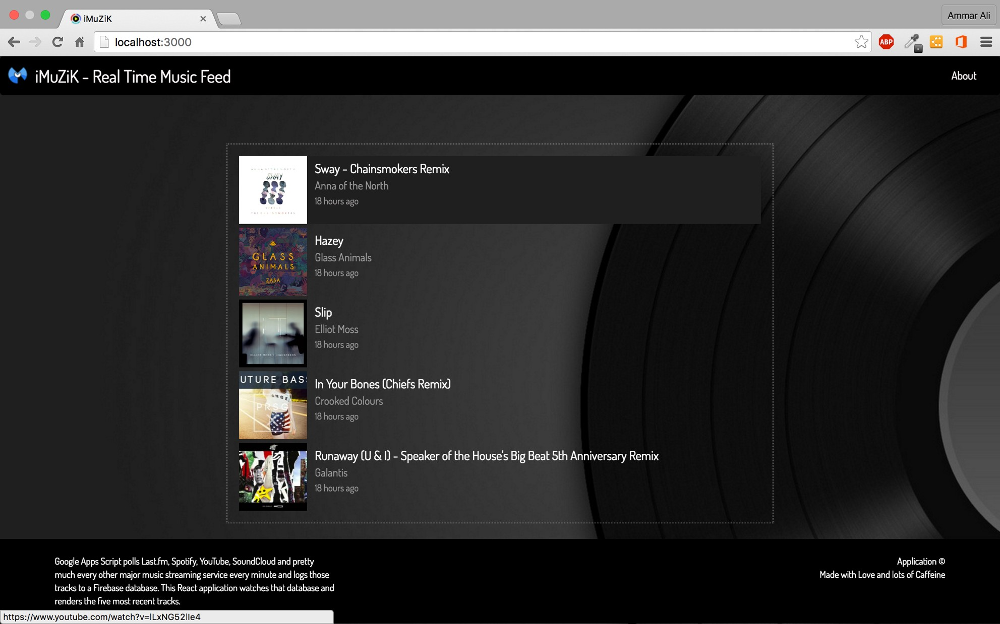 iMuZiK
Ammar Ali
localhost:3000
ABP
iMuZiK - Real Time Music Feed
About
SWAY
THE CHAINSMOKERS
Sway - Chainsmokers Remix
Anna of the North
18 hours ago
GLASS
ANIMALS
ZABA
Hazey
Glass Animals
18 hours ago
ELLIOT MOSS / HIGHSPEEDS
Slip
Elliot Moss
18 hours ago
UTURE BAS
ANGE
PRSG
In Your Bones (Chiefs Remix)
Crooked Colours
18 hours ago
Runaway (U & I) - Speaker of the House's Big Beat 5th Anniversary Remix
Galantis
18 hours ago
Google Apps Script polls Last.fm, Spotify, YouTube, SoundCloud and pretty
much every other major music streaming service every minute and logs those
tracks to a Firebase database. This React application watches that database and
renders the five most recent tracks.
Application ©
Made with Love and lots of Caffeine
https://www.youtube.com/watch?v=lLxNG52lle4